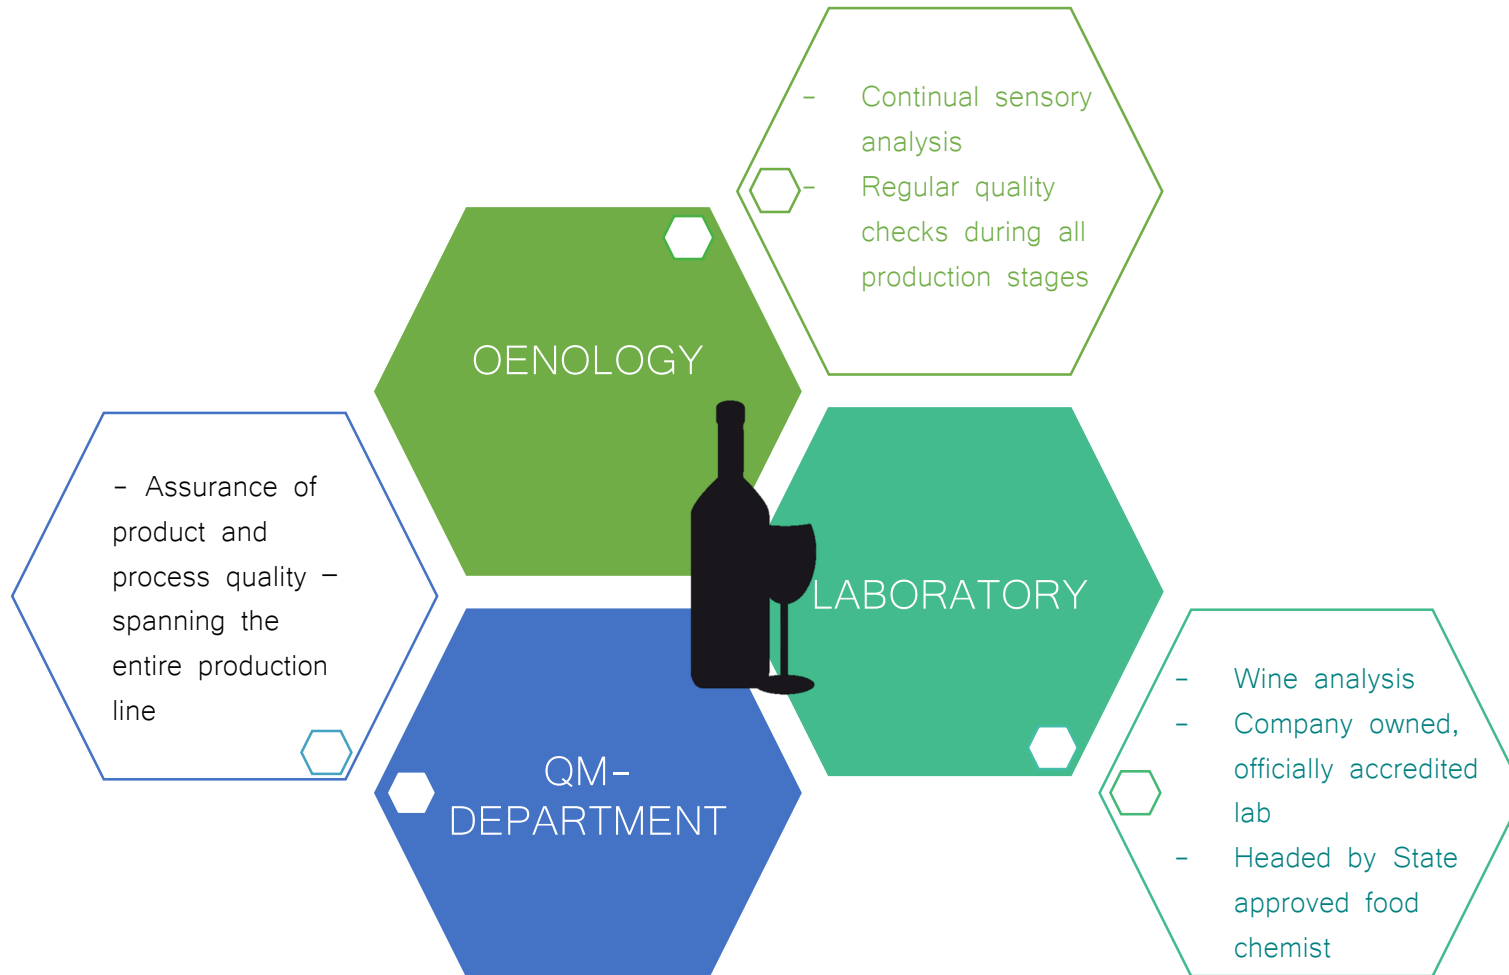 - Continual sensory
analysis
- Regular quality
checks during all
production stages
OENOLOGY
- Assurance of
product and
process quality –
spanning the
entire production
line
LABORATORY
QM-
DEPARTMENT
- Wine analysis
- Company owned,
officially accredited
lab
- Headed by State
approved food
chemist